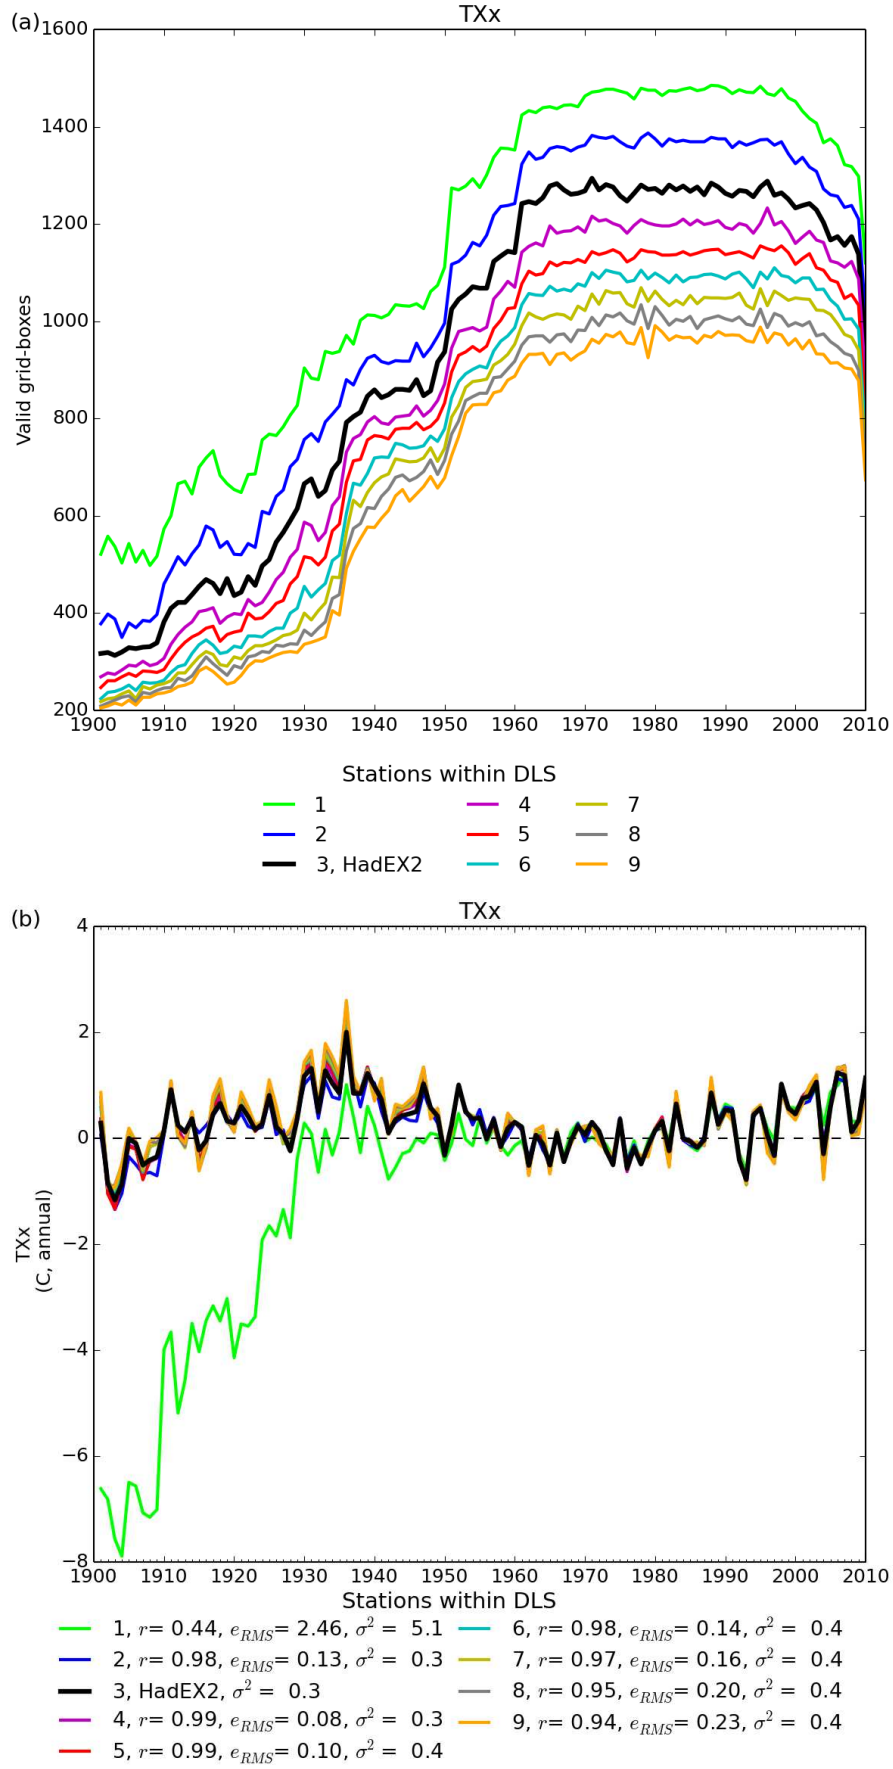 (a)
TXx
1600
1400
1200
1000
800
600
400
200
Valid grid-boxes
1900 1910 1920 1930 1940 1950 1960 1970 1980 1990 2000 2010
Stations within DLS
1 4 7
2 5 8
3, HadEX2 6 9
(b)
TXx
4
2
0
−2
−4
−6
−8
TXx
(C, annual)
1900 1910 1920 1930 1940 1950 1960 1970 1980 1990 2000 2010
Stations within DLS
1, r= 0.44, e_RMS= 2.46, σ² = 5.1
2, r= 0.98, e_RMS= 0.13, σ² = 0.3
3, HadEX2, σ² = 0.3
4, r= 0.99, e_RMS= 0.08, σ² = 0.3
5, r= 0.99, e_RMS= 0.10, σ² = 0.4
6, r= 0.98, e_RMS= 0.14, σ² = 0.4
7, r= 0.97, e_RMS= 0.16, σ² = 0.4
8, r= 0.95, e_RMS= 0.20, σ² = 0.4
9, r= 0.94, e_RMS= 0.23, σ² = 0.4